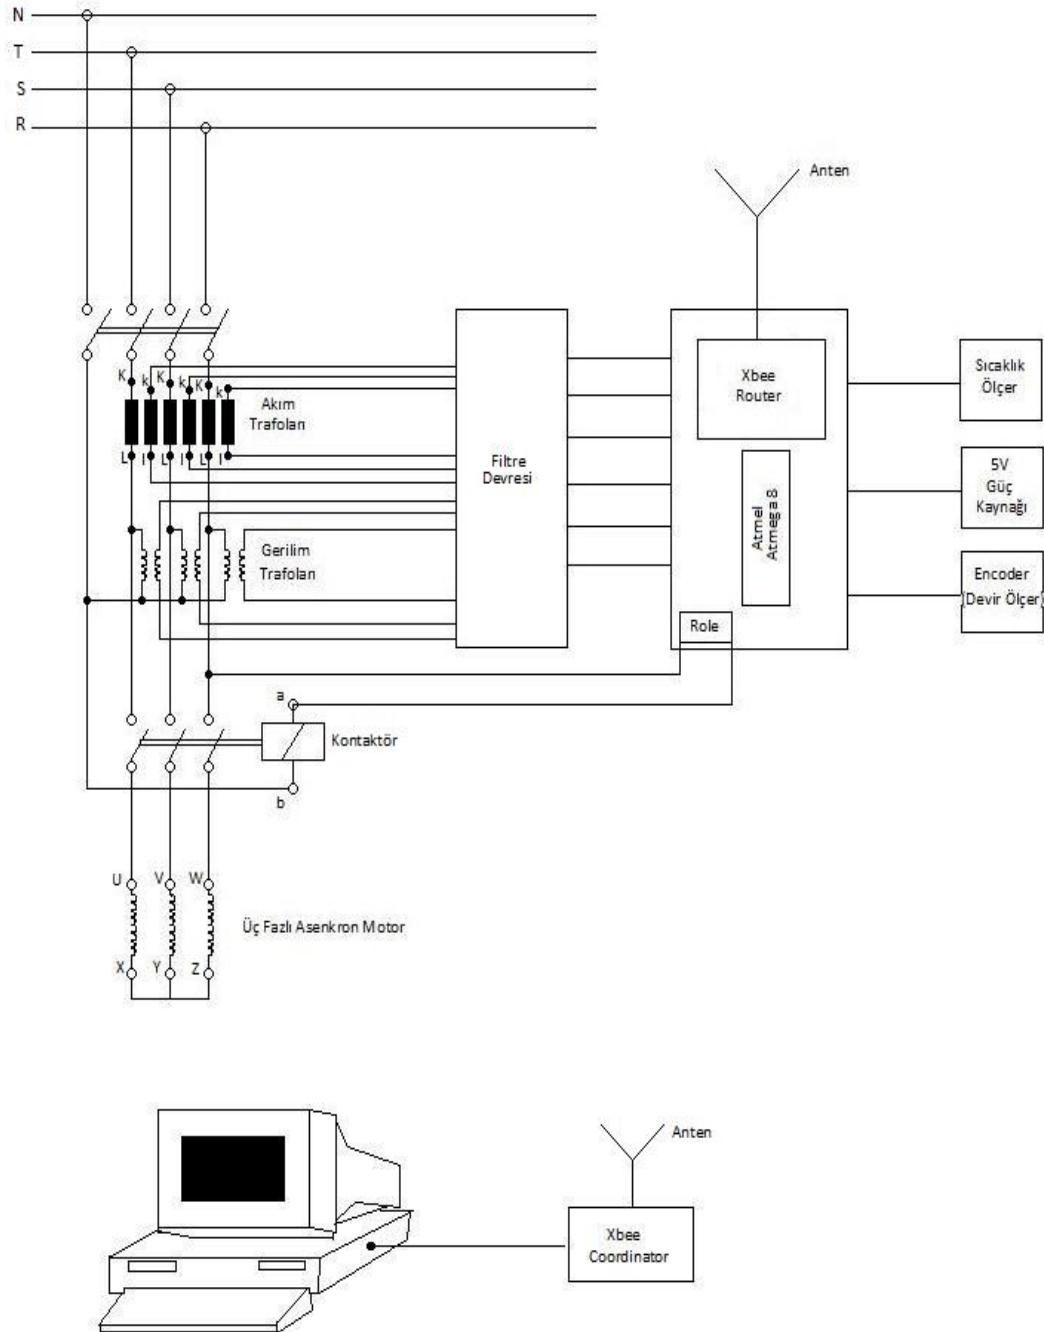 N
T
S
R
Anten
Xbee
Router
Sıcaklık
Ölçer
K k K k K k
Akım
Trafoları
L l L l L l
Filtre
Devresi
5V
Güç
Kaynağı
Atmel
Atmega 8
Gerilim
Trafoları
Encoder
(Devir Ölçer)
Role
a
Kontaktör
b
U V W
Üç Fazlı Asenkron Motor
X Y Z
Anten
Xbee
Coordinator